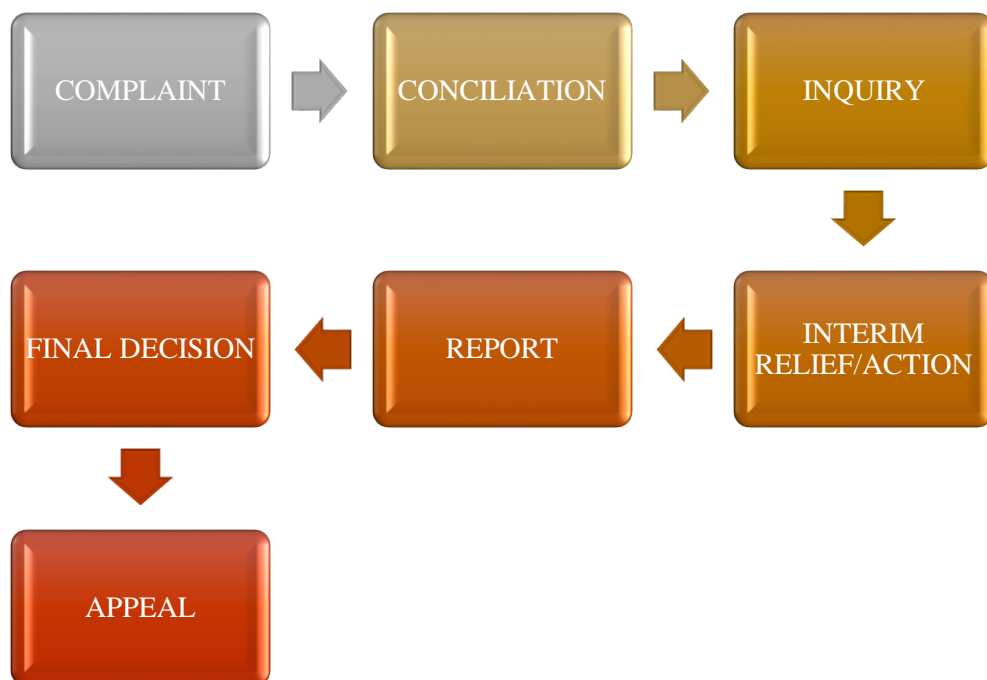 COMPLAINT
CONCILIATION
INQUIRY
INTERIM
RELIEF/ACTION
REPORT
FINAL DECISION
APPEAL